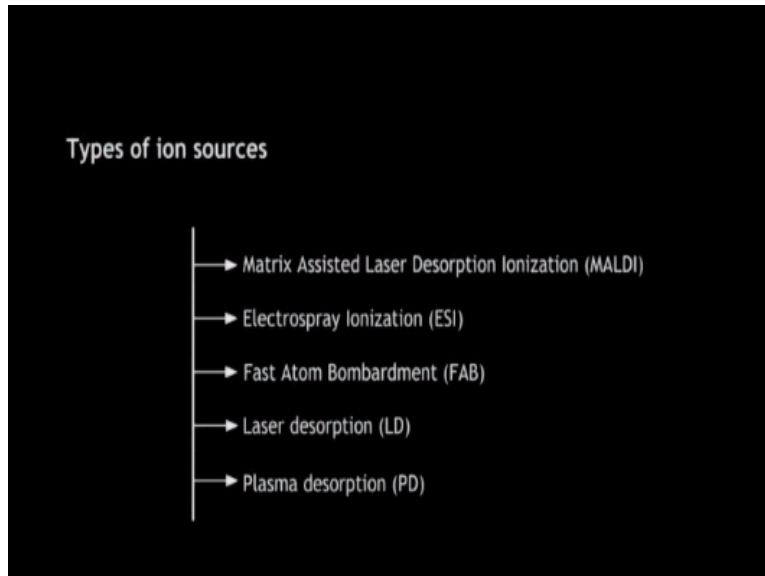 Types of ion sources
Matrix Assisted Laser Desorption Ionization (MALDI)
Electrospray Ionization (ESI)
Fast Atom Bombardment (FAB)
Laser desorption (LD)
Plasma desorption (PD)